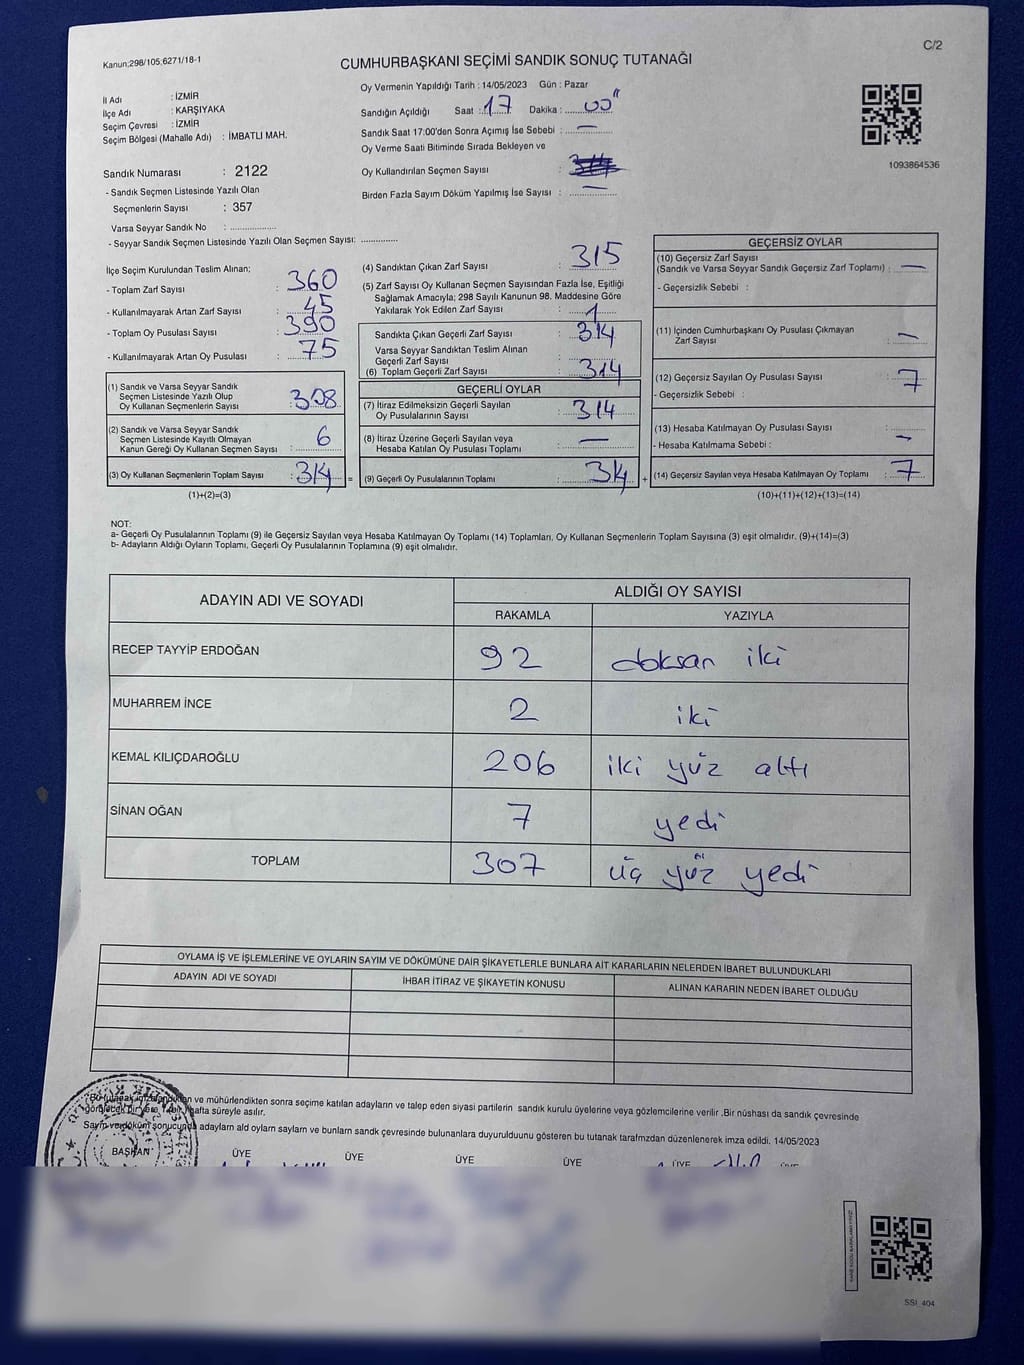 C/2
Kanun;298/105;6271/18-1
CUMHURBAŞKANI SEÇİMİ SANDIK SONUÇ TUTANAĞI
İl Adı : İZMİR
İlçe Adı : KARŞIYAKA
Seçim Çevresi : İZMİR
Seçim Bölgesi (Mahalle Adı) : İMBATLI MAH.
Sandık Numarası : 2122
- Sandık Seçmen Listesinde Yazılı Olan
Seçmenlerin Sayısı : 357
Varsa Seyyar Sandık No : ....................
- Seyyar Sandık Seçmen Listesinde Yazılı Olan Seçmen Sayısı: ...............
Oy Vermenin Yapıldığı Tarih : 14/05/2023 Gün : Pazar
Sandığın Açıldığı Saat : 17 Dakika : 00
Sandık Saat 17:00'den Sonra Açımış İse Sebebi : —
Oy Verme Saati Bitiminde Sırada Bekleyen ve
Oy Kullandırılan Seçmen Sayısı :
Birden Fazla Sayım Döküm Yapılmış İse Sayısı : —
1093864536
İlçe Seçim Kurulundan Teslim Alınan;
- Toplam Zarf Sayısı : 360
- Kullanılmayarak Artan Zarf Sayısı : 45
- Toplam Oy Pusulası Sayısı : 390
- Kullanılmayarak Artan Oy Pusulası : 75
(1) Sandık ve Varsa Seyyar Sandık
Seçmen Listesinde Yazılı Olup
Oy Kullanan Seçmenlerin Sayısı : 308
(2) Sandık ve Varsa Seyyar Sandık
Seçmen Listesinde Kayıtlı Olmayan
Kanun Gereği Oy Kullanan Seçmen Sayısı : 6
(3) Oy Kullanan Seçmenlerin Toplam Sayısı : 314 =
(1)+(2)=(3)
(4) Sandıktan Çıkan Zarf Sayısı : 315
(5) Zarf Sayısı Oy Kullanan Seçmen Sayısından Fazla İse, Eşitliği
Sağlamak Amacıyla; 298 Sayılı Kanunun 98. Maddesine Göre
Yakılarak Yok Edilen Zarf Sayısı : 1
Sandıkta Çıkan Geçerli Zarf Sayısı : 314
Varsa Seyyar Sandıktan Teslim Alınan
Geçerli Zarf Sayısı :
(6) Toplam Geçerli Zarf Sayısı : 314
GEÇERLİ OYLAR
(7) İtiraz Edilmeksizin Geçerli Sayılan
Oy Pusulalarının Sayısı : 314
(8) İtiraz Üzerine Geçerli Sayılan veya
Hesaba Katılan Oy Pusulası Toplamı : —
(9) Geçerli Oy Pusulalarının Toplamı : 314 +
GEÇERSİZ OYLAR
(10) Geçersiz Zarf Sayısı
(Sandık ve Varsa Seyyar Sandık Geçersiz Zarf Toplamı) : —
- Geçersizlik Sebebi :
(11) İçinden Cumhurbaşkanı Oy Pusulası Çıkmayan
Zarf Sayısı : —
(12) Geçersiz Sayılan Oy Pusulası Sayısı : 7
- Geçersizlik Sebebi :
(13) Hesaba Katılmayan Oy Pusulası Sayısı : —
- Hesaba Katılmama Sebebi :
(14) Geçersiz Sayılan veya Hesaba Katılmayan Oy Toplamı : 7
(10)+(11)+(12)+(13)=(14)
NOT:
a- Geçerli Oy Pusulalarının Toplamı (9) ile Geçersiz Sayılan veya Hesaba Katılmayan Oy Toplamı (14) Toplamları, Oy Kullanan Seçmenlerin Toplam Sayısına (3) eşit olmalıdır. (9)+(14)=(3)
b- Adayların Aldığı Oyların Toplamı, Geçerli Oy Pusulalarının Toplamına (9) eşit olmalıdır.
ADAYIN ADI VE SOYADI ALDIĞI OY SAYISI
RAKAMLA YAZIYLA
RECEP TAYYİP ERDOĞAN 92 doksan iki
MUHARREM İNCE 2 iki
KEMAL KILIÇDAROĞLU 206 iki yüz altı
SİNAN OĞAN 7 yedi
TOPLAM 307 üç yüz yedi
OYLAMA İŞ VE İŞLEMLERİNE VE OYLARIN SAYIM VE DÖKÜMÜNE DAİR ŞİKAYETLERLE BUNLARA AİT KARARLARIN NELERDEN İBARET BULUNDUKLARI
ADAYIN ADI VE SOYADI İHBAR İTİRAZ VE ŞİKAYETİN KONUSU ALINAN KARARIN NEDEN İBARET OLDUĞU
ve mühürlendikten sonra seçime katılan adayların ve talep eden siyasi partilerin sandık kurulu üyelerine veya gözlemcilerine verilir .Bir nüshası da sandık çevresinde
hafta süreyle asılır.
Sayım ve döküm sonucunda adayların ald oyların sayların ve bunların sandk çevresinde bulunanlara duyurulduunu gösteren bu tutanak tarafmzdan düzenlenerek imza edildi. 14/05/2023
BAŞKAN ÜYE ÜYE ÜYE ÜYE ÜYE ÜYE
SSI_404